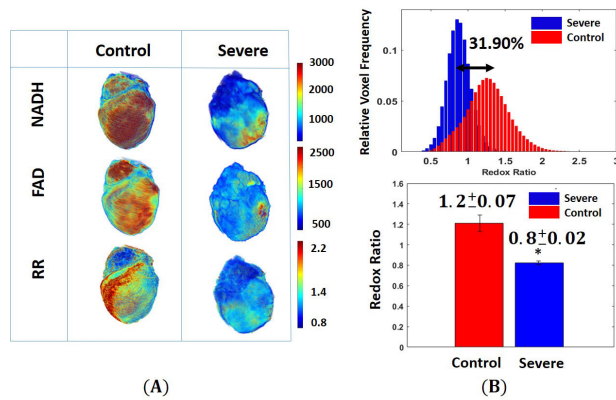 Control Severe
NADH
3000
2000
1000
FAD
2500
1500
500
RR
2.2
1.4
0.8
(A)
Relative Voxel Frequency
0.1
0.05
0
Severe
Control
31.90%
0.5 1 1.5 2 2.5 3
Redox Ratio
Redox Ratio
1.6
1.4
1.2
1
0.8
0.6
0.4
0.2
0
Severe
Control
1.2±0.07
0.8±0.02
*
Control Severe
(B)